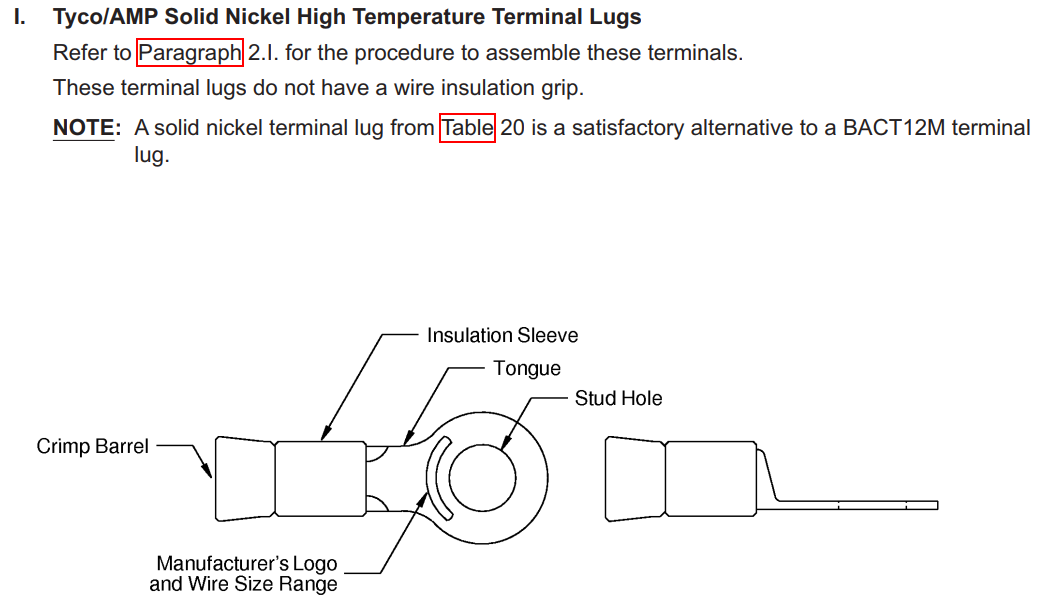 I. Tyco/AMP Solid Nickel High Temperature Terminal Lugs
Refer to Paragraph 2.I. for the procedure to assemble these terminals.
These terminal lugs do not have a wire insulation grip.
NOTE: A solid nickel terminal lug from Table 20 is a satisfactory alternative to a BACT12M terminal
lug.
Insulation Sleeve
Tongue
Stud Hole
Crimp Barrel
Manufacturer's Logo
and Wire Size Range